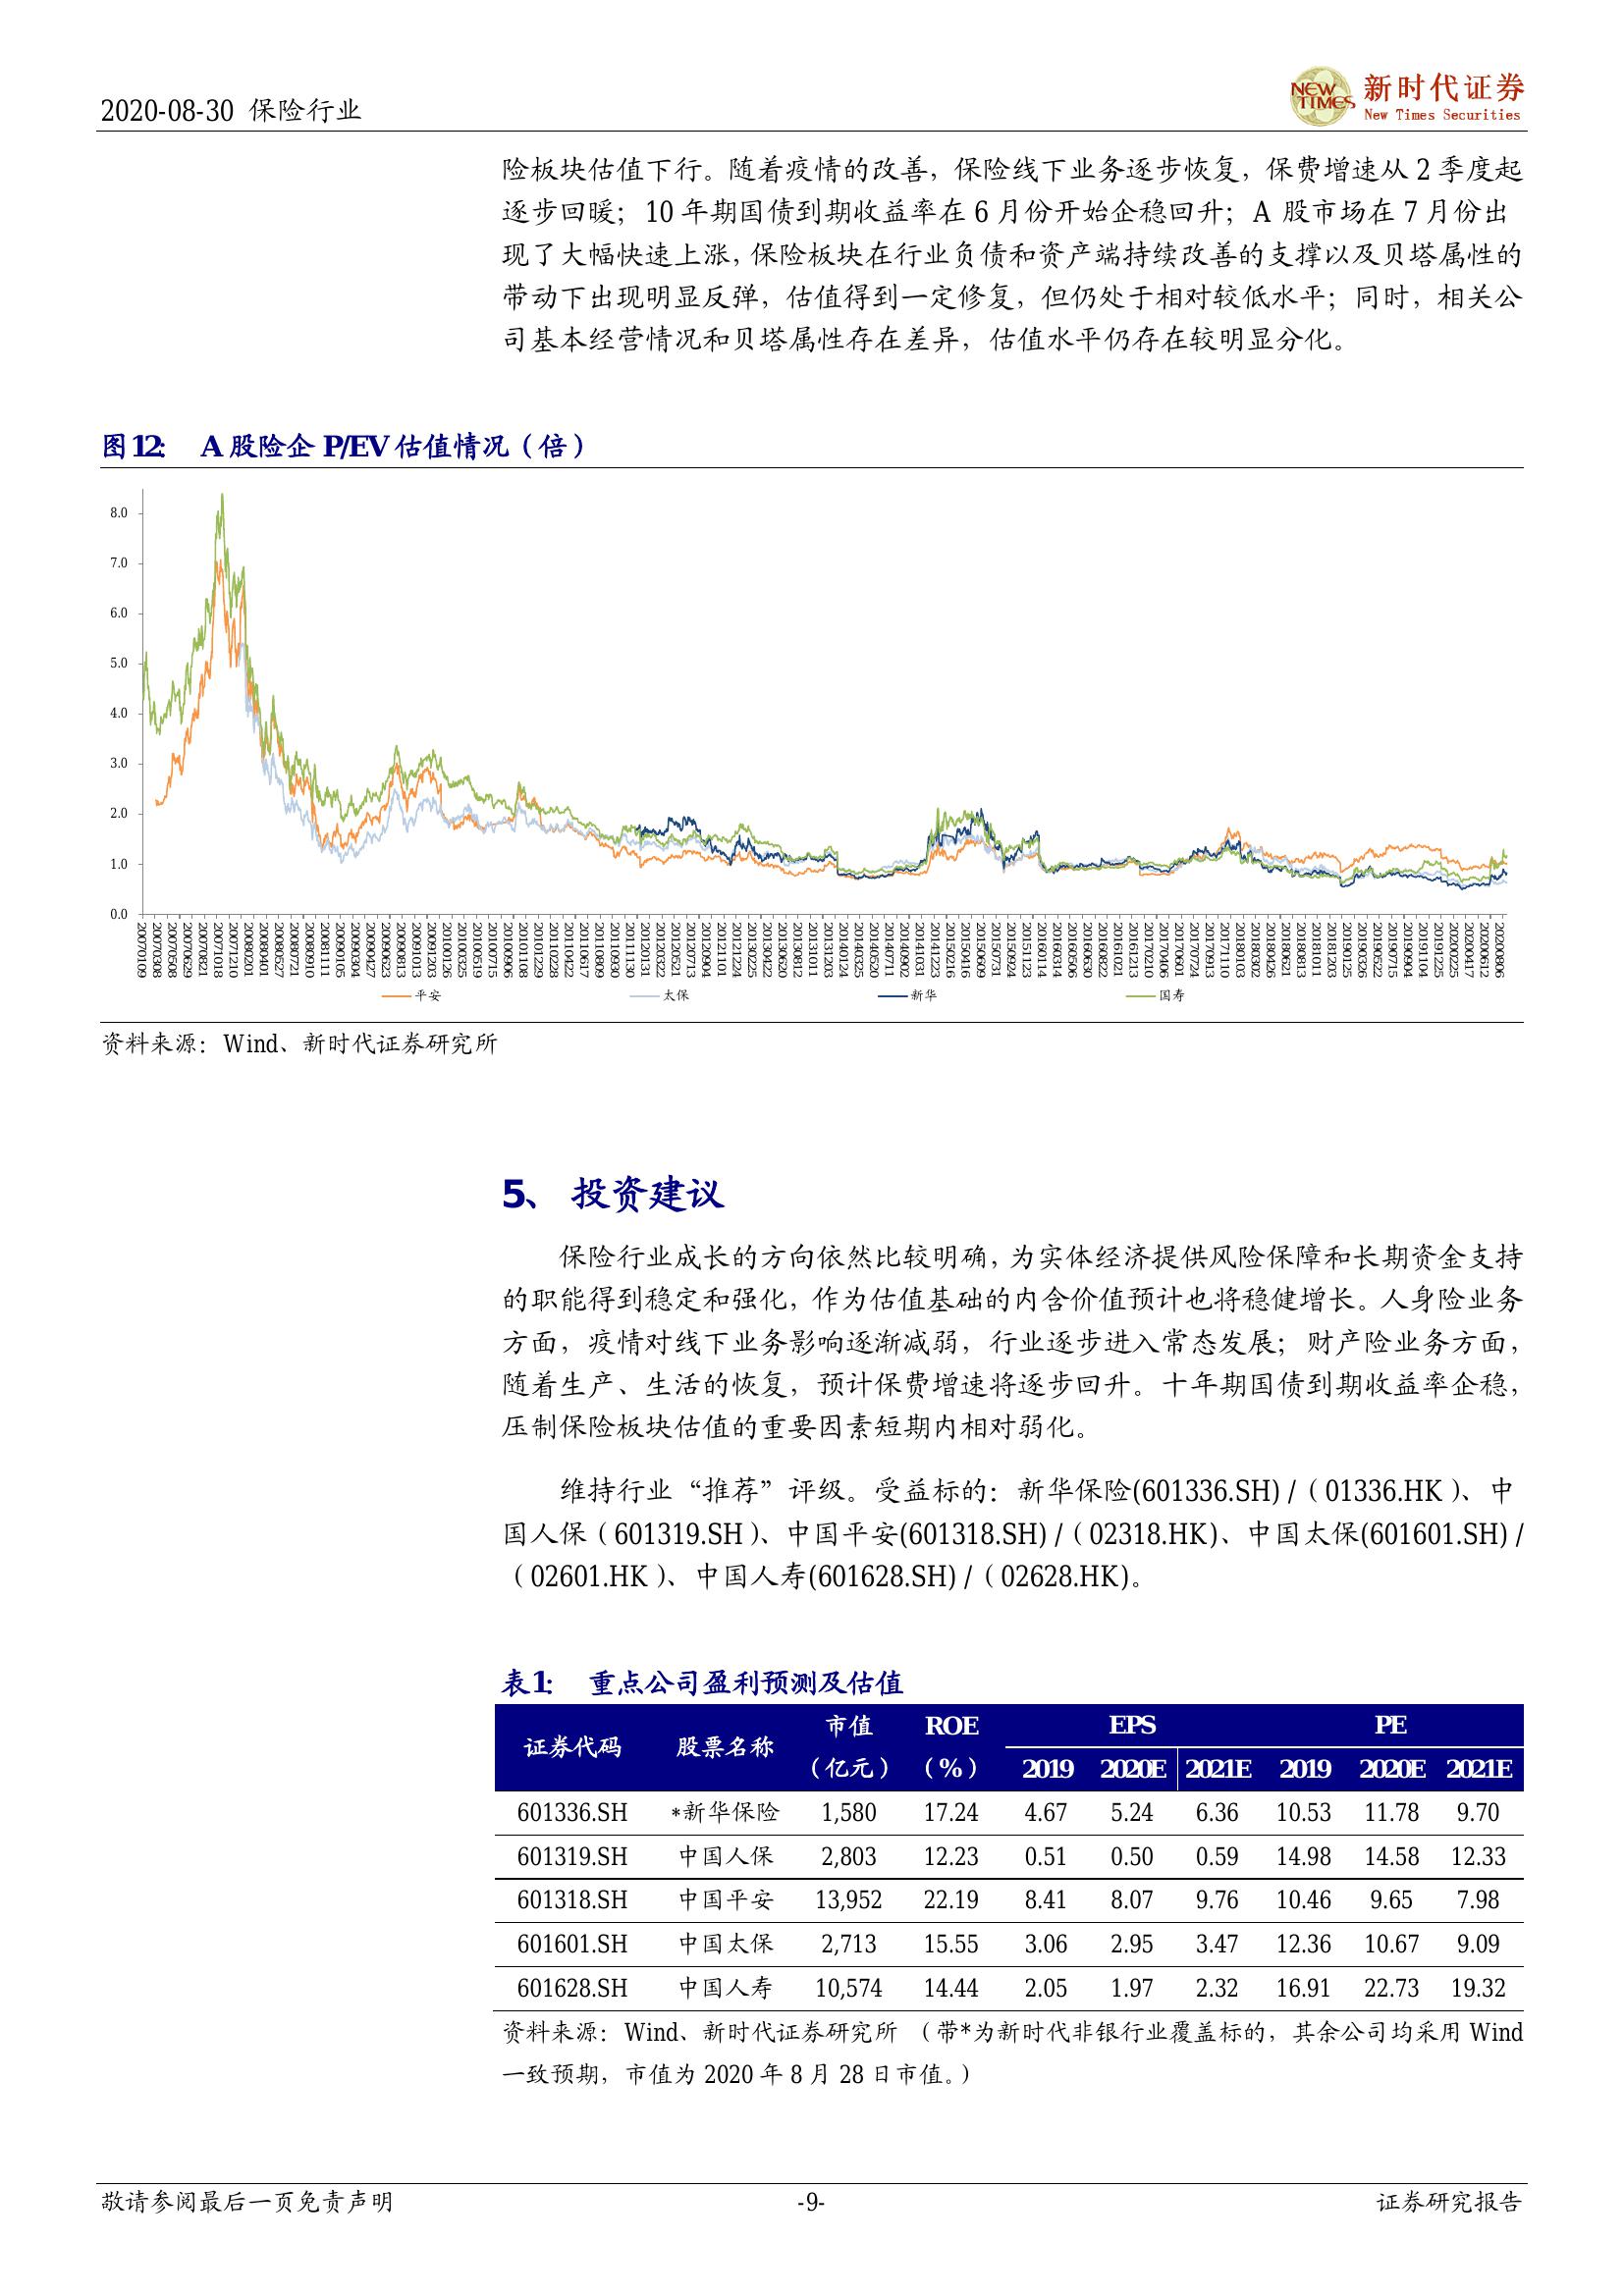 2020-08-30 保险行业
NEW TIMES
新时代证券
New Times Securities
险板块估值下行。随着疫情的改善，保险线下业务逐步恢复，保费增速从 2 季度起
逐步回暖；10 年期国债到期收益率在 6 月份开始企稳回升；A 股市场在 7 月份出
现了大幅快速上涨，保险板块在行业负债和资产端持续改善的支撑以及贝塔属性的
带动下出现明显反弹，估值得到一定修复，但仍处于相对较低水平；同时，相关公
司基本经营情况和贝塔属性存在差异，估值水平仍存在较明显分化。
图12： A 股险企 P/EV 估值情况（倍）
8.0
7.0
6.0
5.0
4.0
3.0
2.0
1.0
0.0
20070109 20070308 20070508 20070629 20070821 20071018 20071210 20080201 20080401 20080527 20080721 20080910 20081111 20090105 20090304 20090427 20090623 20090813 20091013 20091203 20100126 20100325 20100519 20100715 20100906 20101108 20101229 20110228 20110422 20110617 20110809 20110930 20111130 20120131 20120329 20120521 20120713 20120904 20121101 20121224 20130225 20130422 20130620 20130812 20131011 20131203 20140124 20140325 20140520 20140711 20140902 20141031 20141223 20150216 20150416 20150609 20150731 20150924 20151123 20160114 20160314 20160506 20160630 20160822 20161021 20161213 20170210 20170406 20170601 20170724 20170913 20171110 20180103 20180302 20180426 20180621 20180813 20181011 20181203 20190125 20190326 20190522 20190715 20190904 20191104 20191225 20200225 20200417 20200612 20200806
平安 太保 新华 国寿
资料来源：Wind、新时代证券研究所
5、 投资建议
保险行业成长的方向依然比较明确，为实体经济提供风险保障和长期资金支持
的职能得到稳定和强化，作为估值基础的内含价值预计也将稳健增长。人身险业务
方面，疫情对线下业务影响逐渐减弱，行业逐步进入常态发展；财产险业务方面，
随着生产、生活的恢复，预计保费增速将逐步回升。十年期国债到期收益率企稳，
压制保险板块估值的重要因素短期内相对弱化。
维持行业“推荐”评级。受益标的：新华保险(601336.SH) /（01336.HK）、中
国人保（601319.SH）、中国平安(601318.SH) /（02318.HK)、中国太保(601601.SH) /
（02601.HK）、中国人寿(601628.SH) /（02628.HK)。
表1： 重点公司盈利预测及估值
证券代码 股票名称 市值（亿元） ROE（%） EPS PE
2019 2020E 2021E 2019 2020E 2021E
601336.SH *新华保险 1,580 17.24 4.67 5.24 6.36 10.53 11.78 9.70
601319.SH 中国人保 2,803 12.23 0.51 0.50 0.59 14.98 14.58 12.33
601318.SH 中国平安 13,952 22.19 8.41 8.07 9.76 10.46 9.65 7.98
601601.SH 中国太保 2,713 15.55 3.06 2.95 3.47 12.36 10.67 9.09
601628.SH 中国人寿 10,574 14.44 2.05 1.97 2.32 16.91 22.73 19.32
资料来源：Wind、新时代证券研究所 （带*为新时代非银行业覆盖标的，其余公司均采用 Wind
一致预期，市值为 2020 年 8 月 28 日市值。）
敬请参阅最后一页免责声明
-9-
证券研究报告